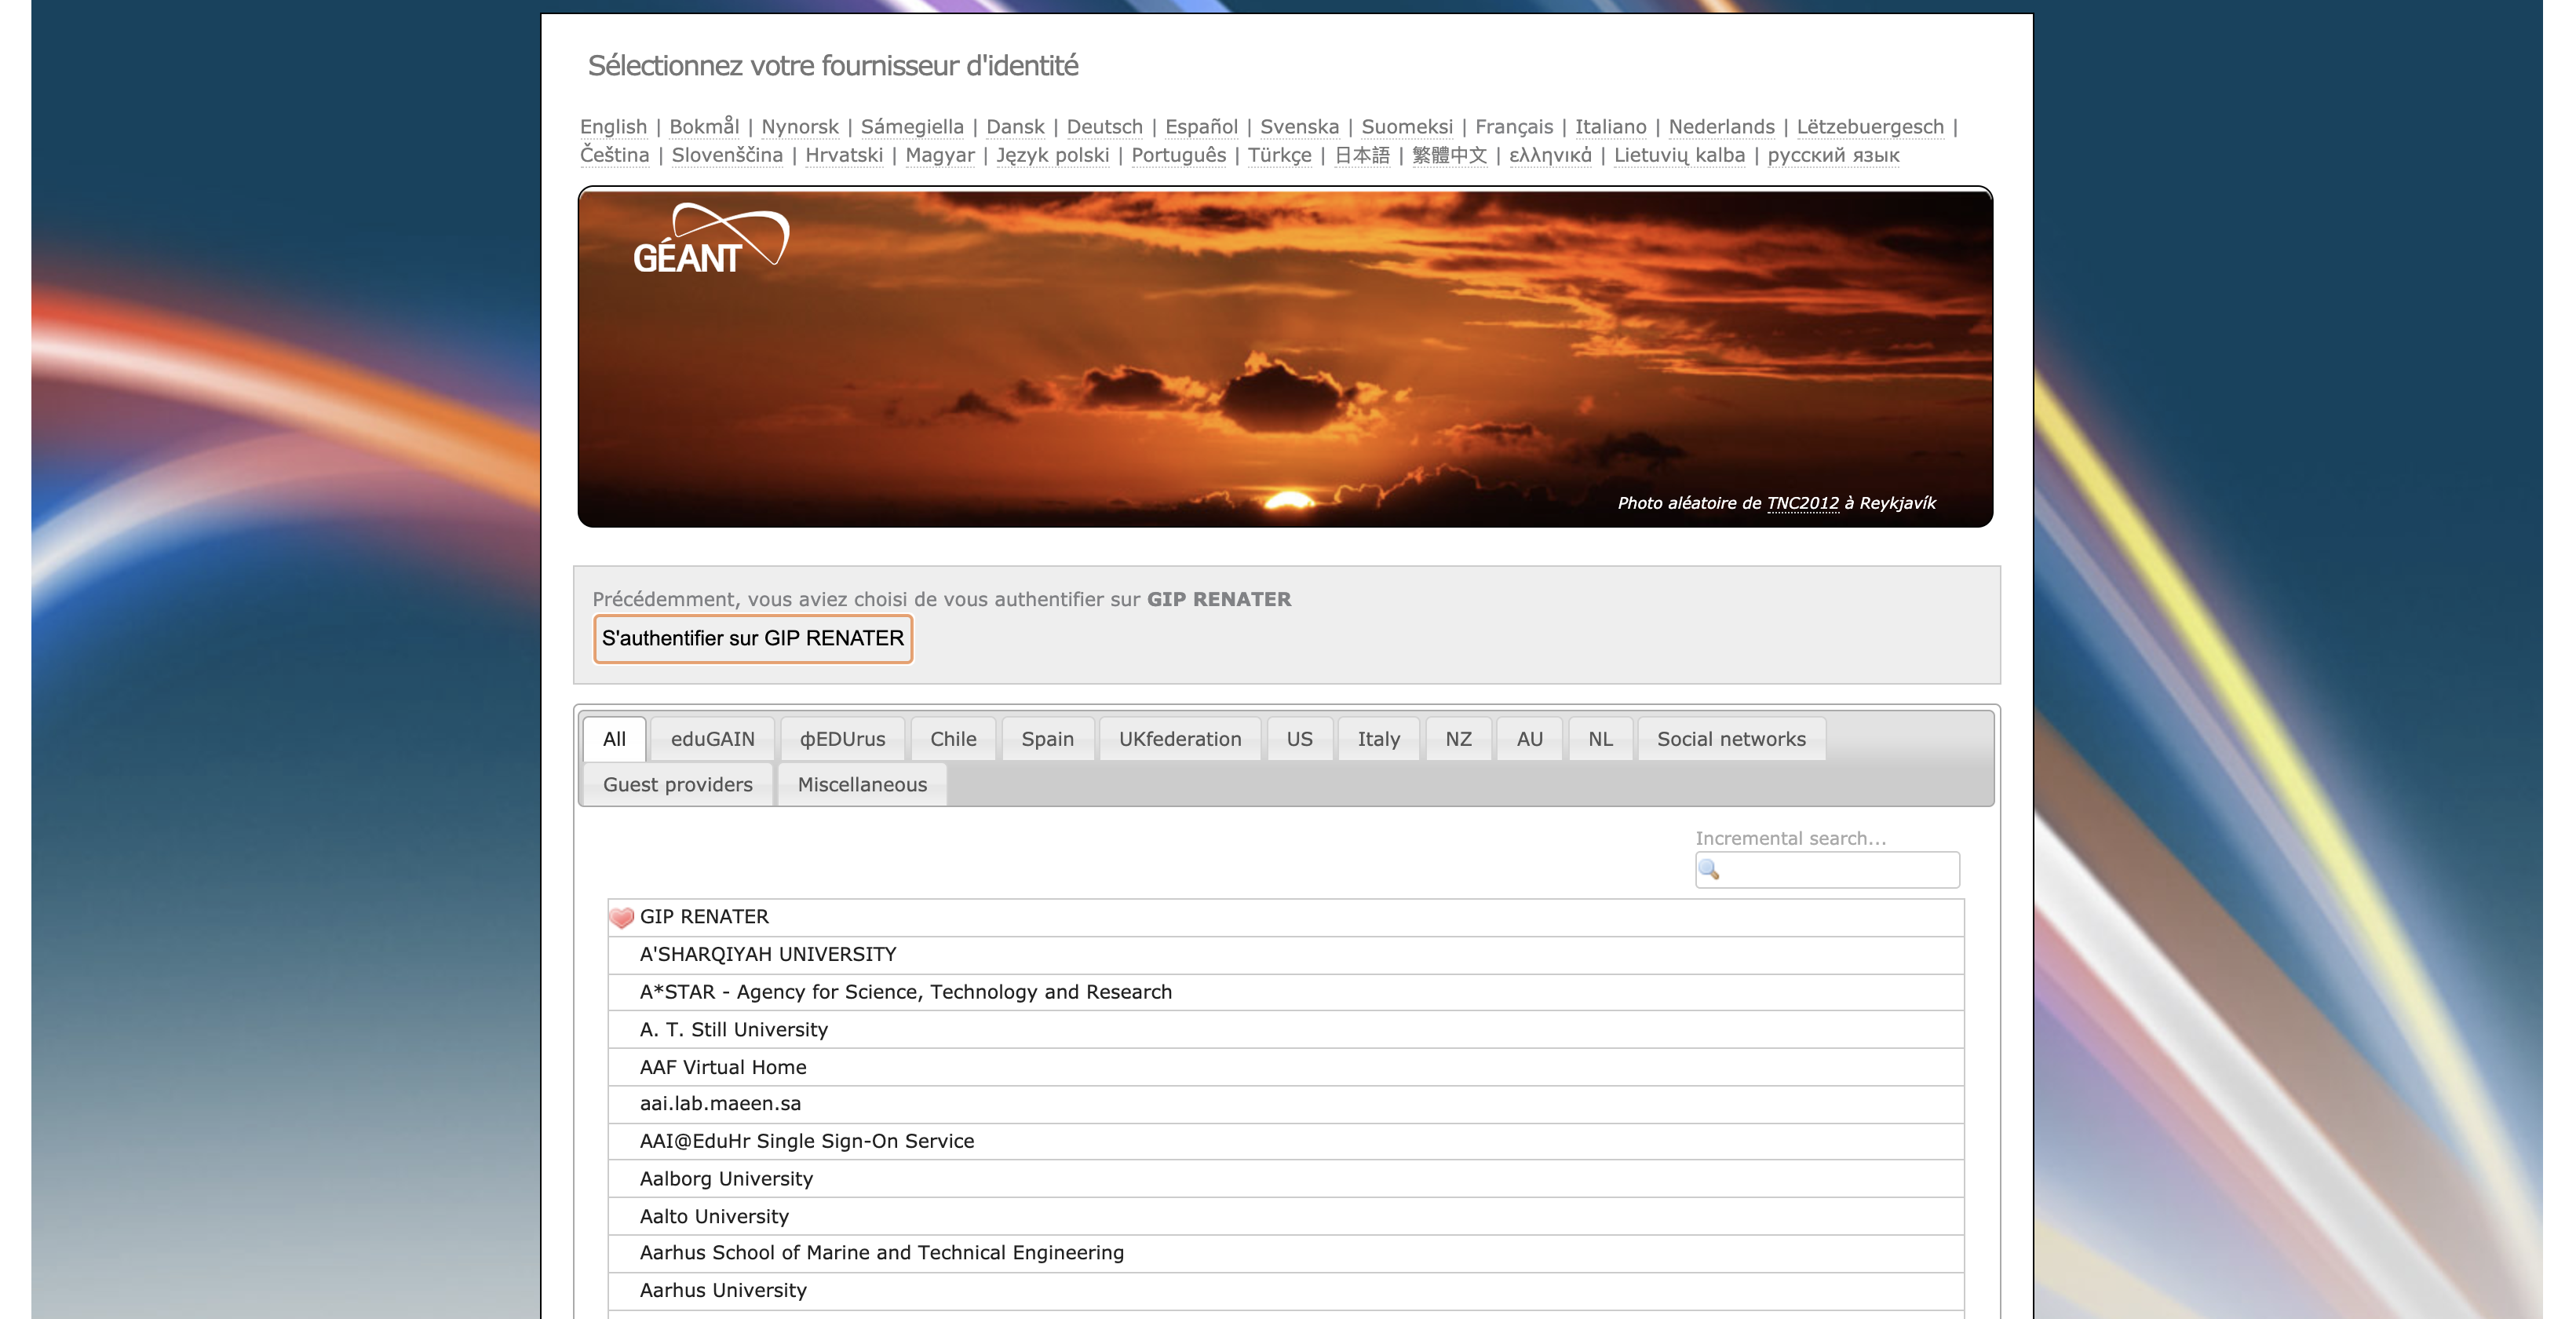 Sélectionnez votre fournisseur d'identité
English | Bokmål | Nynorsk | Sámegiella | Dansk | Deutsch | Español | Svenska | Suomeksi | Français | Italiano | Nederlands | Lëtzebuergesch |
Čeština | Slovenščina | Hrvatski | Magyar | Język polski | Português | Türkçe | 日本語 | 繁體中文 | ελληνικά | Lietuvių kalba | русский язык
GÉANT
Photo aléatoire de TNC2012 à Reykjavík
Précédemment, vous aviez choisi de vous authentifier sur GIP RENATER
S'authentifier sur GIP RENATER
All eduGAIN фEDUrus Chile Spain UKfederation US Italy NZ AU NL Social networks
Guest providers Miscellaneous
Incremental search...
GIP RENATER
A'SHARQIYAH UNIVERSITY
A*STAR - Agency for Science, Technology and Research
A. T. Still University
AAF Virtual Home
aai.lab.maeen.sa
AAI@EduHr Single Sign-On Service
Aalborg University
Aalto University
Aarhus School of Marine and Technical Engineering
Aarhus University